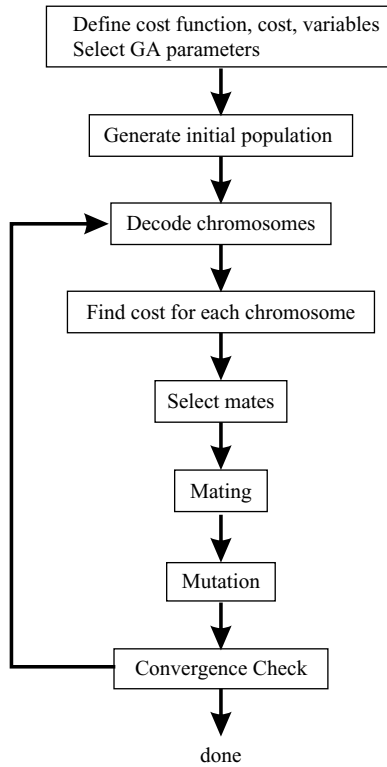 Define cost function, cost, variables
Select GA parameters
Generate initial population
Decode chromosomes
Find cost for each chromosome
Select mates
Mating
Mutation
Convergence Check
done